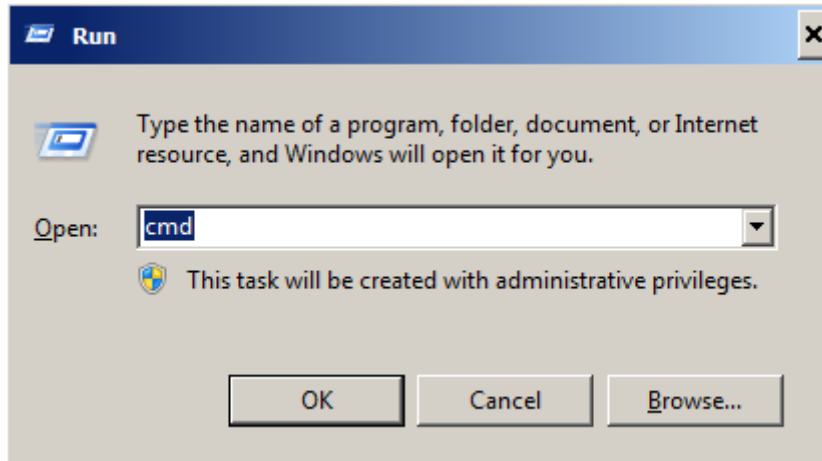 Run
Type the name of a program, folder, document, or Internet
resource, and Windows will open it for you.
Open: cmd
This task will be created with administrative privileges.
OK Cancel Browse...